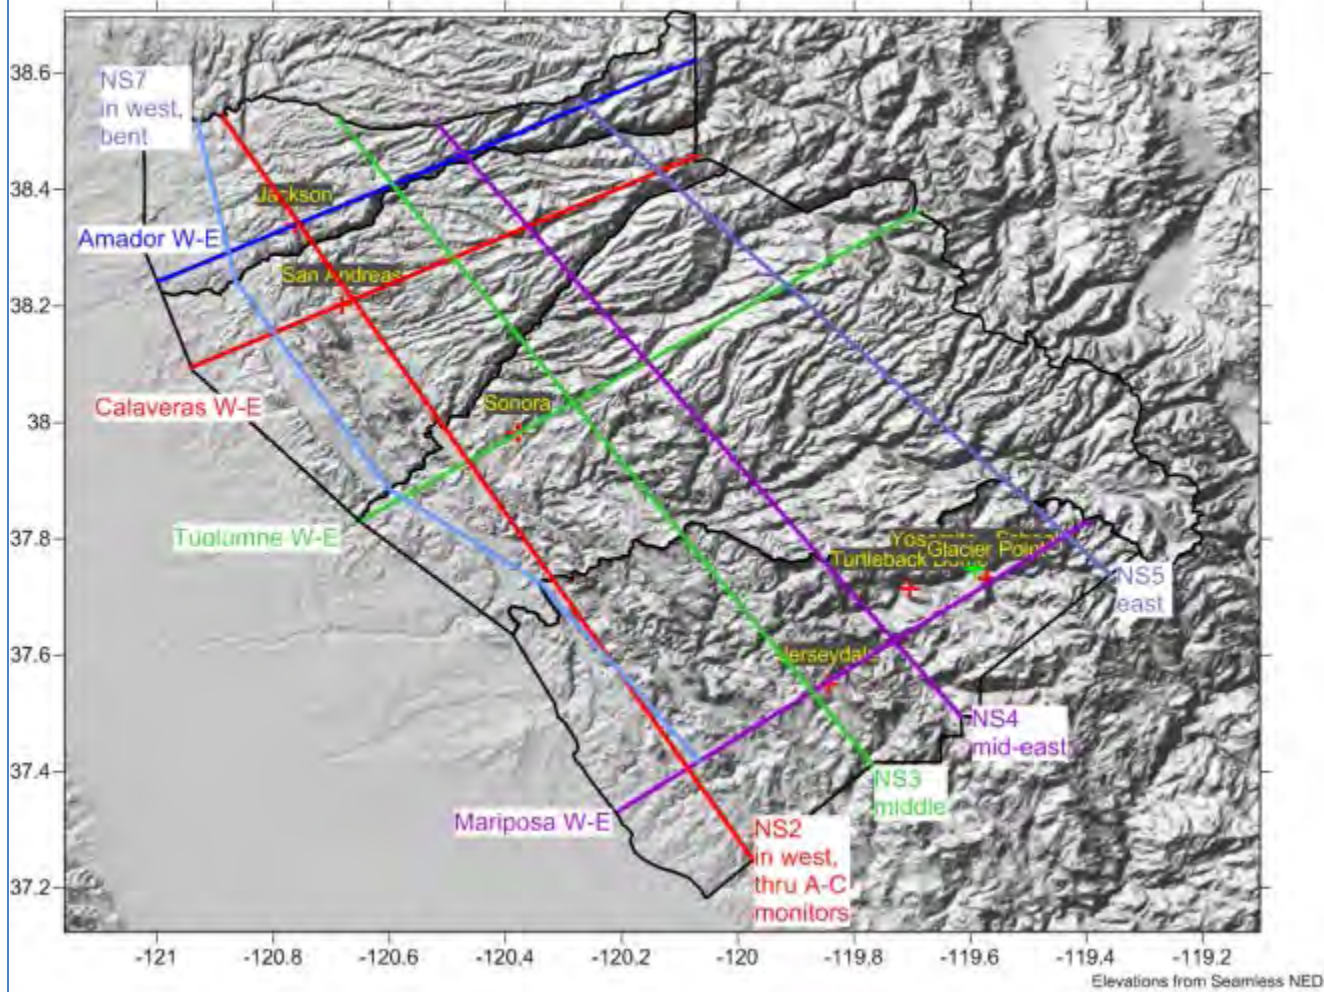 38.6
38.4
38.2
38
37.8
37.6
37.4
37.2
NS7
in west,
bent
Jackson
Amador W-E
San Andreas
Calaveras W-E
Sonora
Tuolumne W-E
Turtleback Dome
Glacier Point
Jerseydale
NS5
east
NS4
mid-east
NS3
middle
Mariposa W-E
NS2
in west,
thru A-C
monitors
-121
-120.8
-120.6
-120.4
-120.2
-120
-119.8
-119.6
-119.4
-119.2
Elevations from Seamless NED